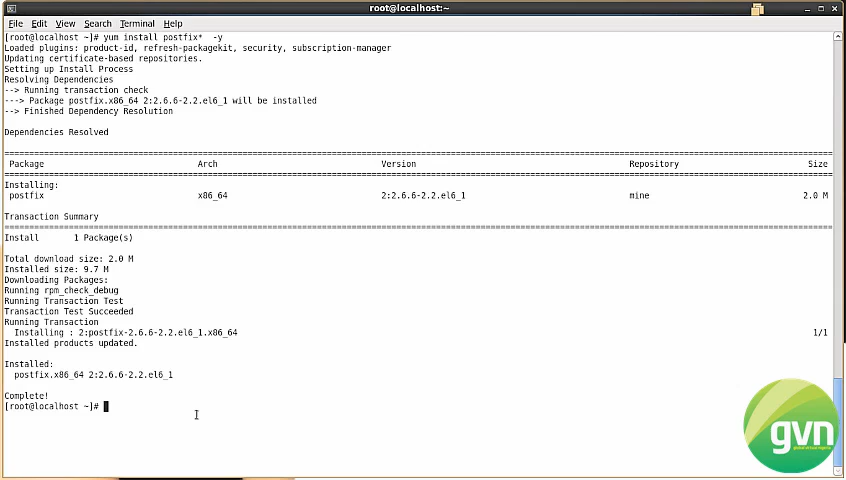 root@localhost:~
File Edit View Search Terminal Help
[root@localhost ~]# yum install postfix*  -y
Loaded plugins: product-id, refresh-packagekit, security, subscription-manager
Updating certificate-based repositories.
Setting up Install Process
Resolving Dependencies
--> Running transaction check
---> Package postfix.x86_64 2:2.6.6-2.2.el6_1 will be installed
--> Finished Dependency Resolution
Dependencies Resolved
Package Arch Version Repository Size
Installing:
postfix x86_64 2:2.6.6-2.2.el6_1 mine 2.0 M
Transaction Summary
Install 1 Package(s)
Total download size: 2.0 M
Installed size: 9.7 M
Downloading Packages:
Running rpm_check_debug
Running Transaction Test
Transaction Test Succeeded
Running Transaction
Installing : 2:postfix-2.6.6-2.2.el6_1.x86_64 1/1
Installed products updated.
Installed:
postfix.x86_64 2:2.6.6-2.2.el6_1
Complete!
[root@localhost ~]#
gvn